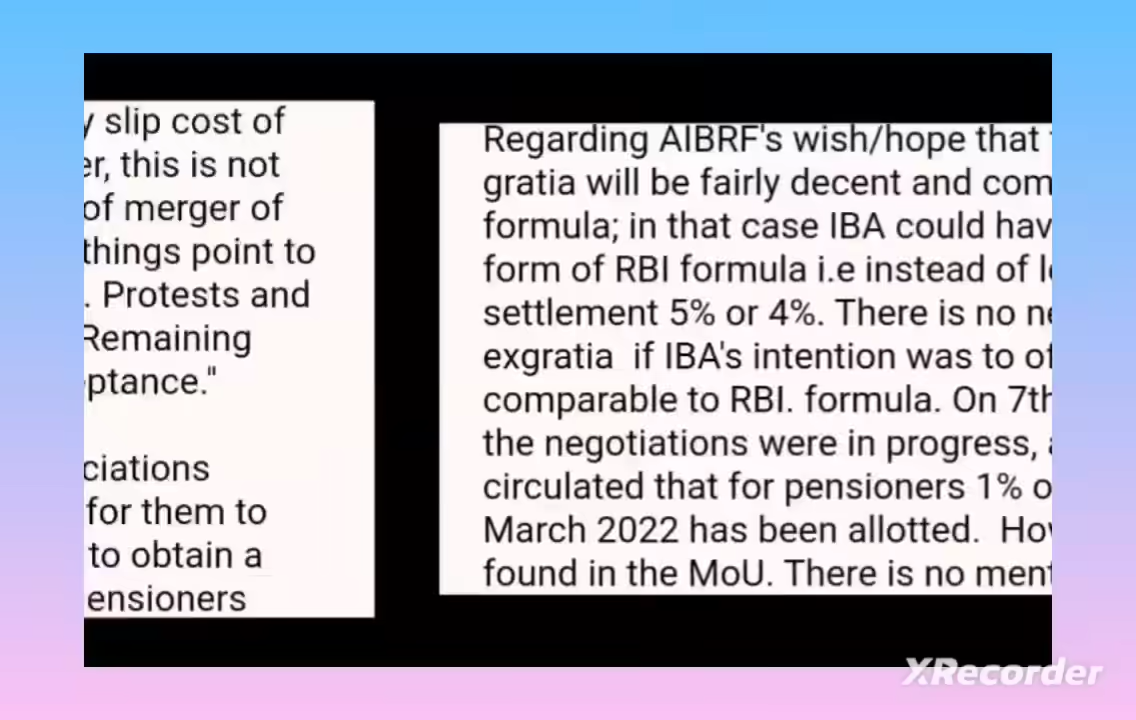 slip cost of
er, this is not
of merger of
things point to
. Protests and
Remaining
ptance."
ciations
for them to
to obtain a
ensioners
Regarding AIBRF's wish/hope that
gratia will be fairly decent and com
formula; in that case IBA could hav
form of RBI formula i.e instead of
settlement 5% or 4%. There is no
exgratia if IBA's intention was to
comparable to RBI. formula. On 7th
the negotiations were in progress,
circulated that for pensioners 1%
March 2022 has been allotted. Ho
found in the MoU. There is no ment
XRecorder